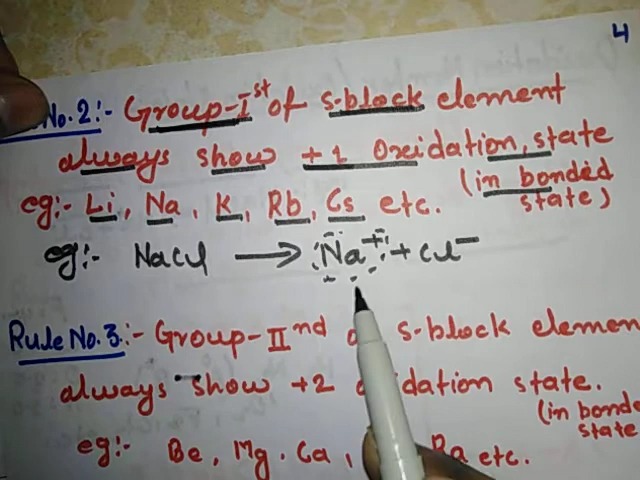 4
No.2:- Group-Ist of s-block element
always show +1 Oxidation, state
(in bonded state)
eg:- Li, Na, K, Rb, Cs etc.
eg:- NaCl → Na+ + Cl−
Rule No.3:- Group-IInd s-block elemen
always show +2 oxidation state.
(in bonde state
eg:- Be, Mg. Ca, Ra etc.